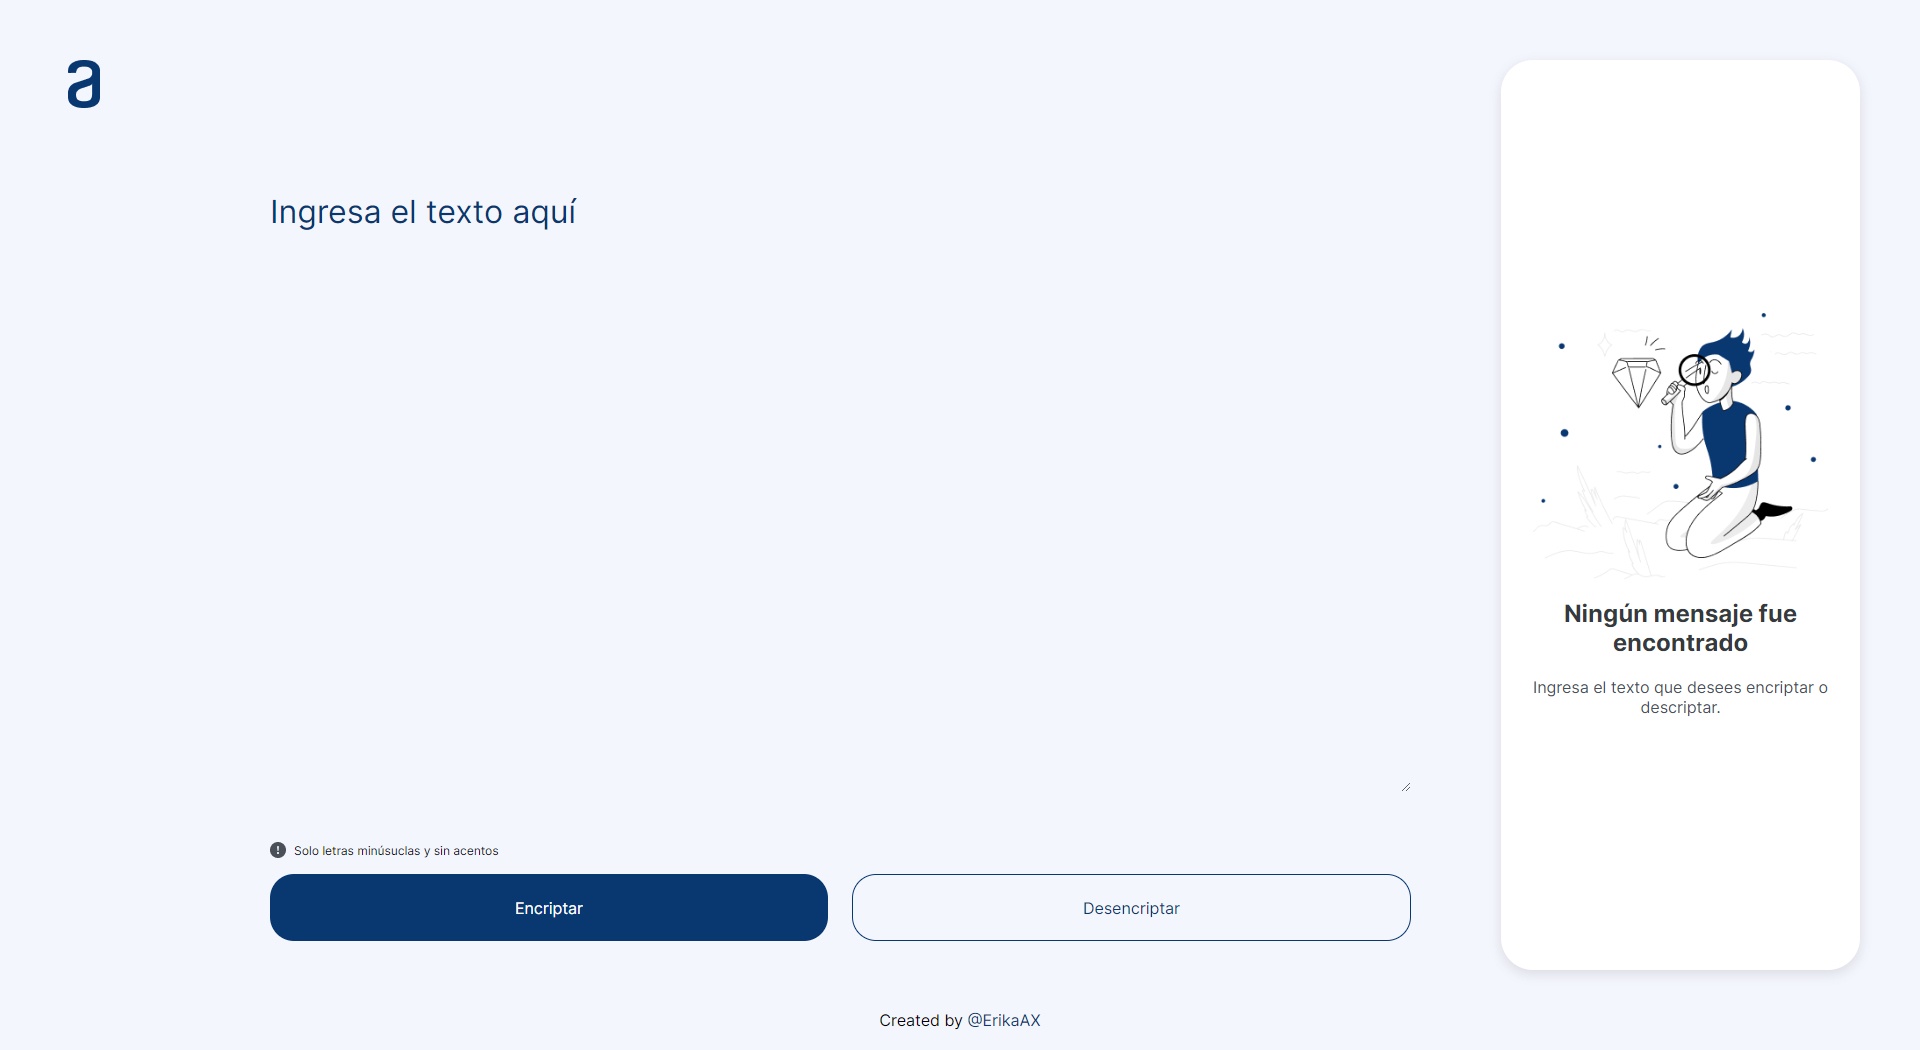 a
Ingresa el texto aquí
Ningún mensaje fue
encontrado
Ingresa el texto que desees encriptar o
descriptar.
! Solo letras minúsuclas y sin acentos
Encriptar
Desencriptar
Created by @ErikaAX